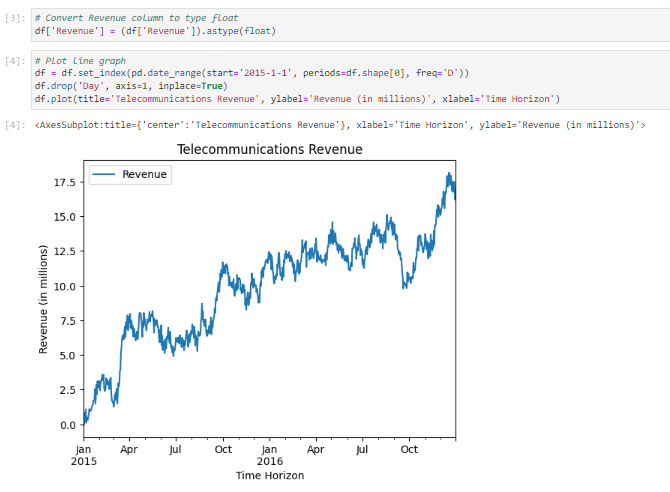 [3]: # Convert Revenue column to type float
df['Revenue'] = (df['Revenue']).astype(float)
[4]: # Plot line graph
df = df.set_index(pd.date_range(start='2015-1-1', periods=df.shape[0], freq='D'))
df.drop('Day', axis=1, inplace=True)
df.plot(title='Telecommunications Revenue', ylabel='Revenue (in millions)', xlabel='Time Horizon')
[4]: <AxesSubplot:title={'center':'Telecommunications Revenue'}, xlabel='Time Horizon', ylabel='Revenue (in millions)'>
Telecommunications Revenue
Revenue
17.5
15.0
12.5
10.0
7.5
5.0
2.5
0.0
Revenue (in millions)
Jan Apr Jul Oct Jan Apr Jul Oct
2015 2016
Time Horizon